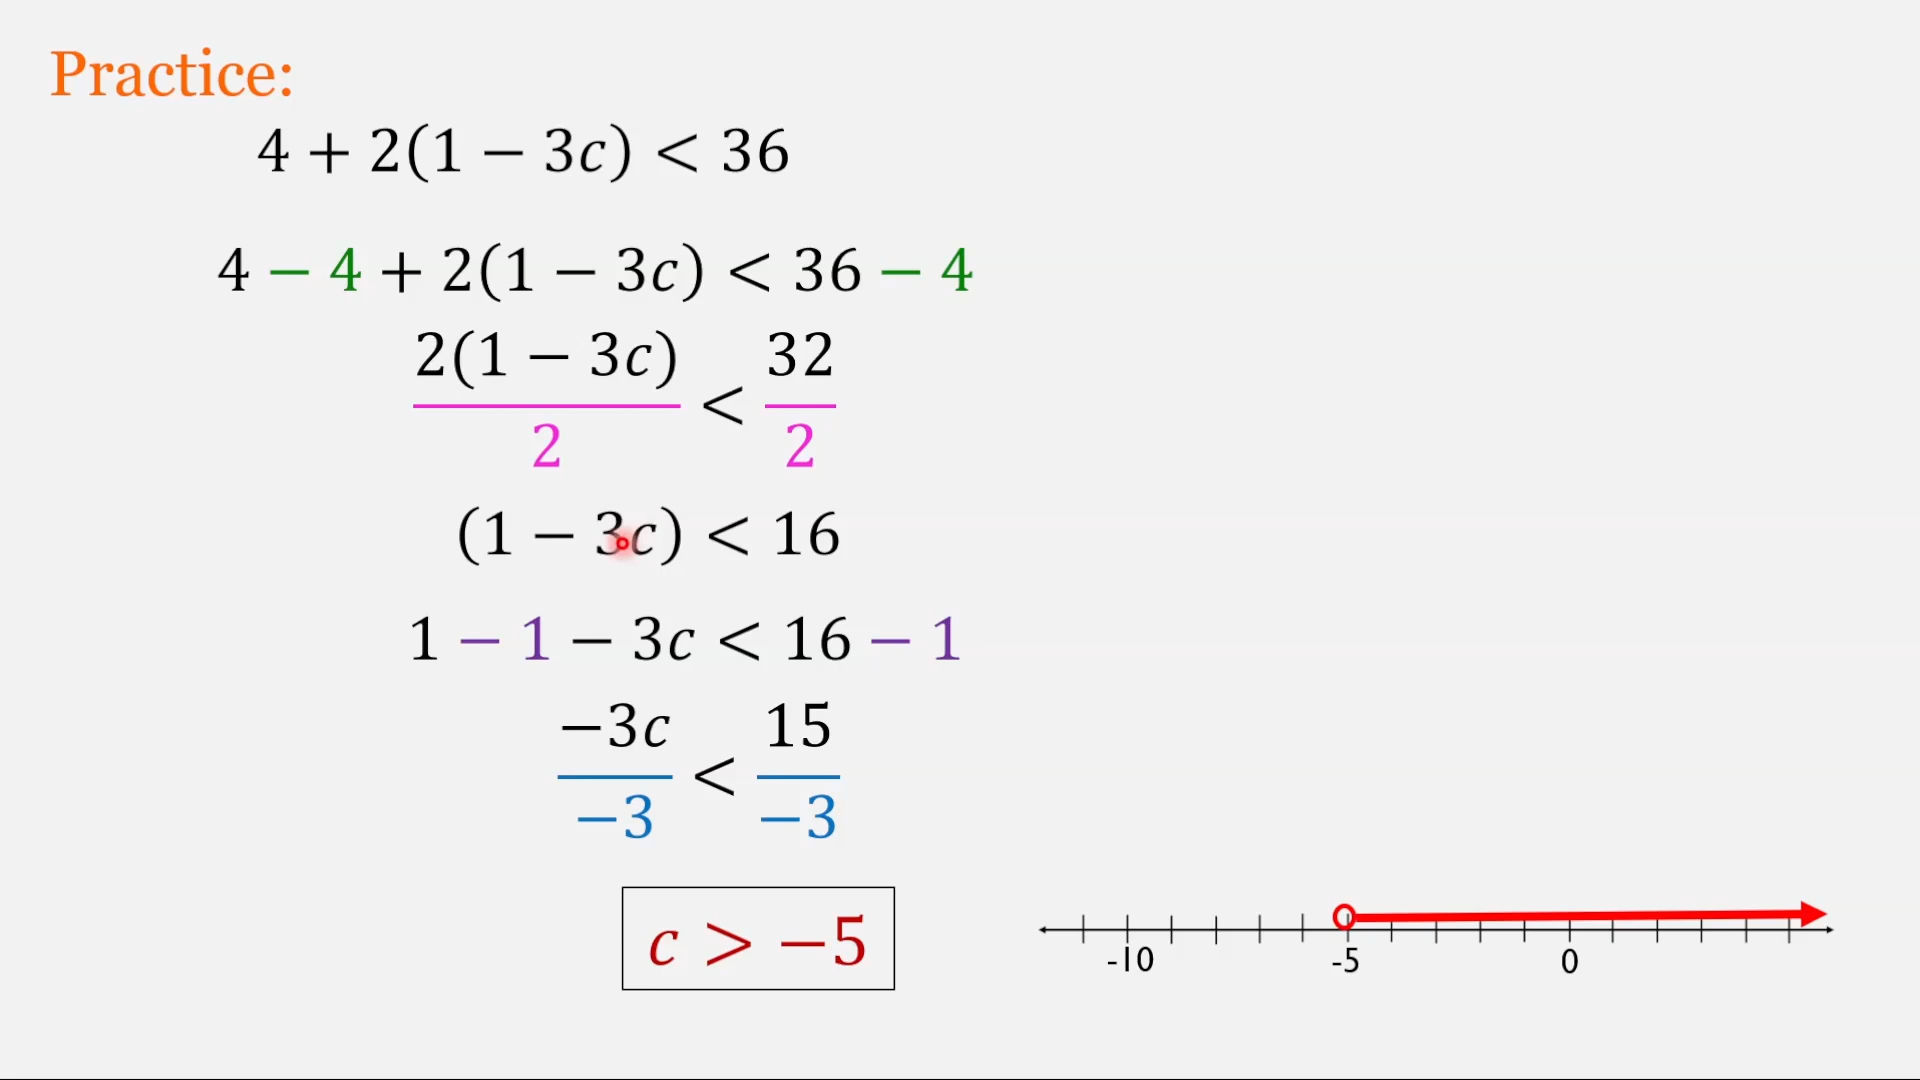 Practice:
4 + 2(1 − 3c) < 36
4 − 4 + 2(1 − 3c) < 36 − 4
2(1 − 3c)/2 < 32/2
(1 − 3c) < 16
1 − 1 − 3c < 16 − 1
−3c/−3 < 15/−3
c > −5
-10 -5 0